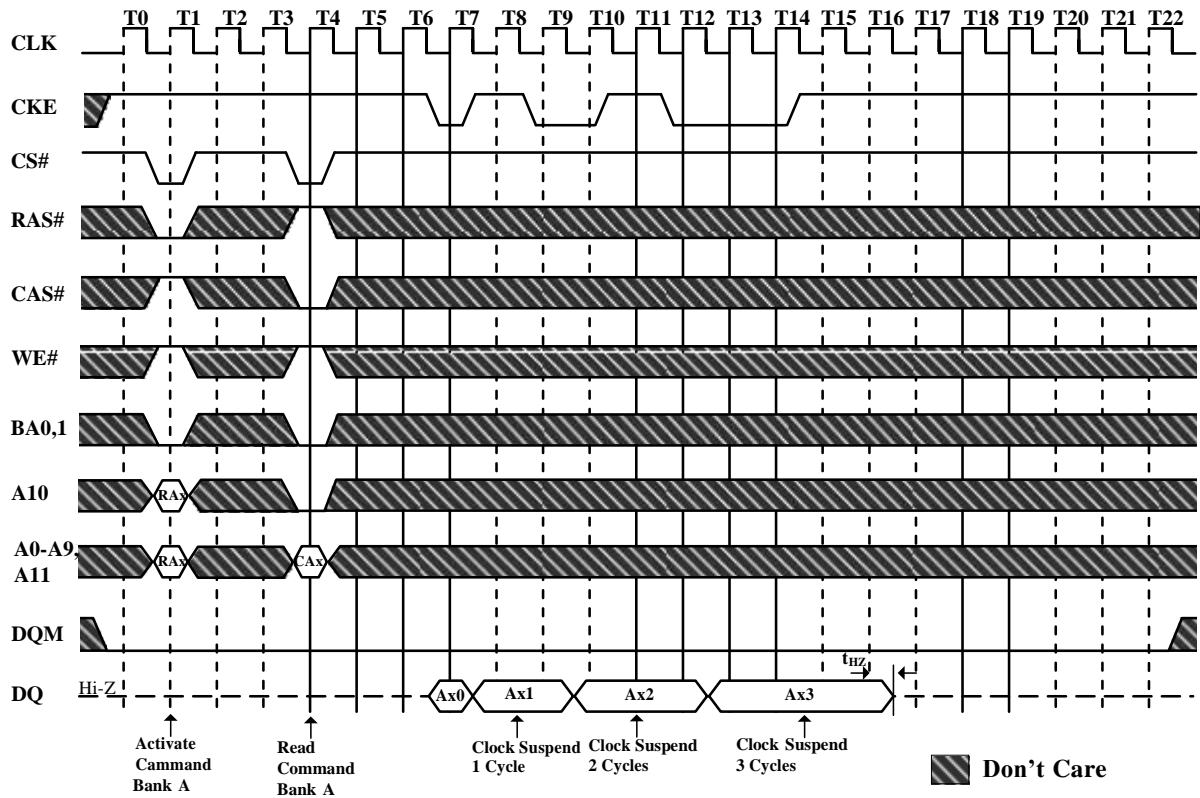 T0 T1 T2 T3 T4 T5 T6 T7 T8 T9 T10 T11 T12 T13 T14 T15 T16 T17 T18 T19 T20 T21 T22
CLK
CKE
CS#
RAS#
CAS#
WE#
BA0,1
A10
RAx
A0-A9,
A11
RAx
CAx
DQM
tHZ
DQ
Hi-Z
Ax0
Ax1
Ax2
Ax3
Activate
Cammand
Bank A
Read
Command
Bank A
Clock Suspend
1 Cycle
Clock Suspend
2 Cycles
Clock Suspend
3 Cycles
Don't Care